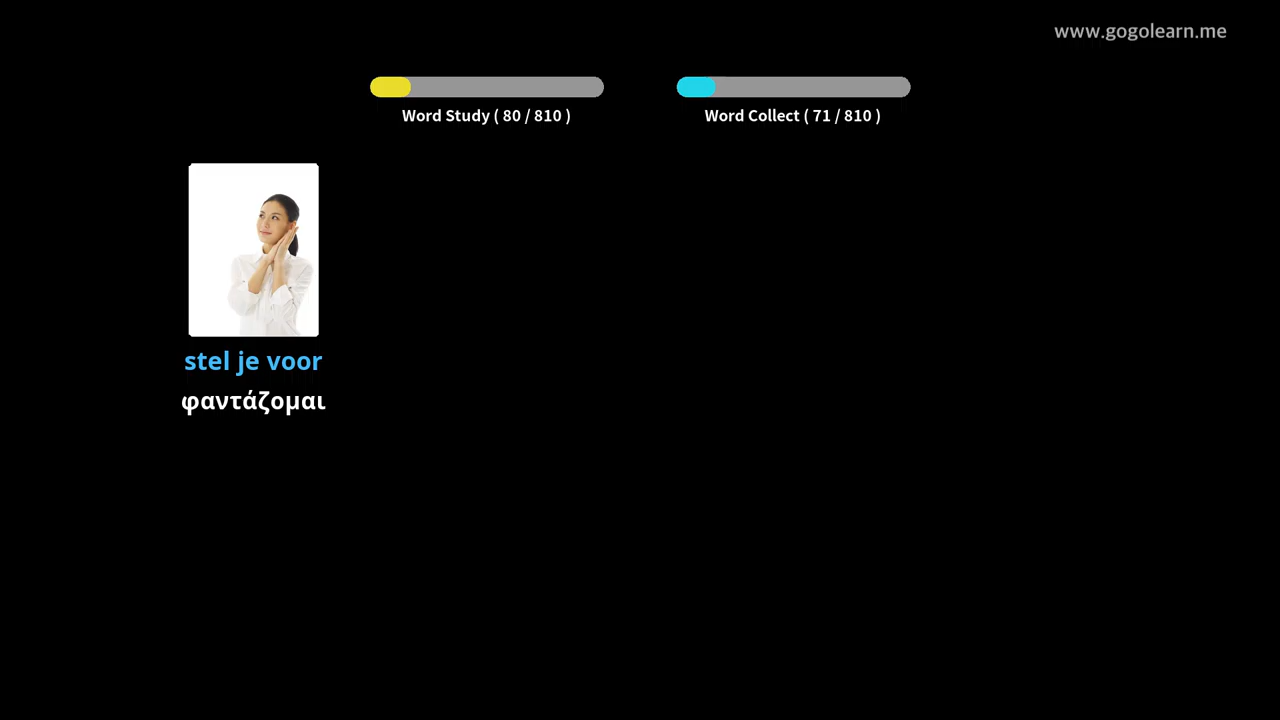 www.gogolearn.me
Word Study ( 80 / 810 )
Word Collect ( 71 / 810 )
stel je voor
φαντάζομαι